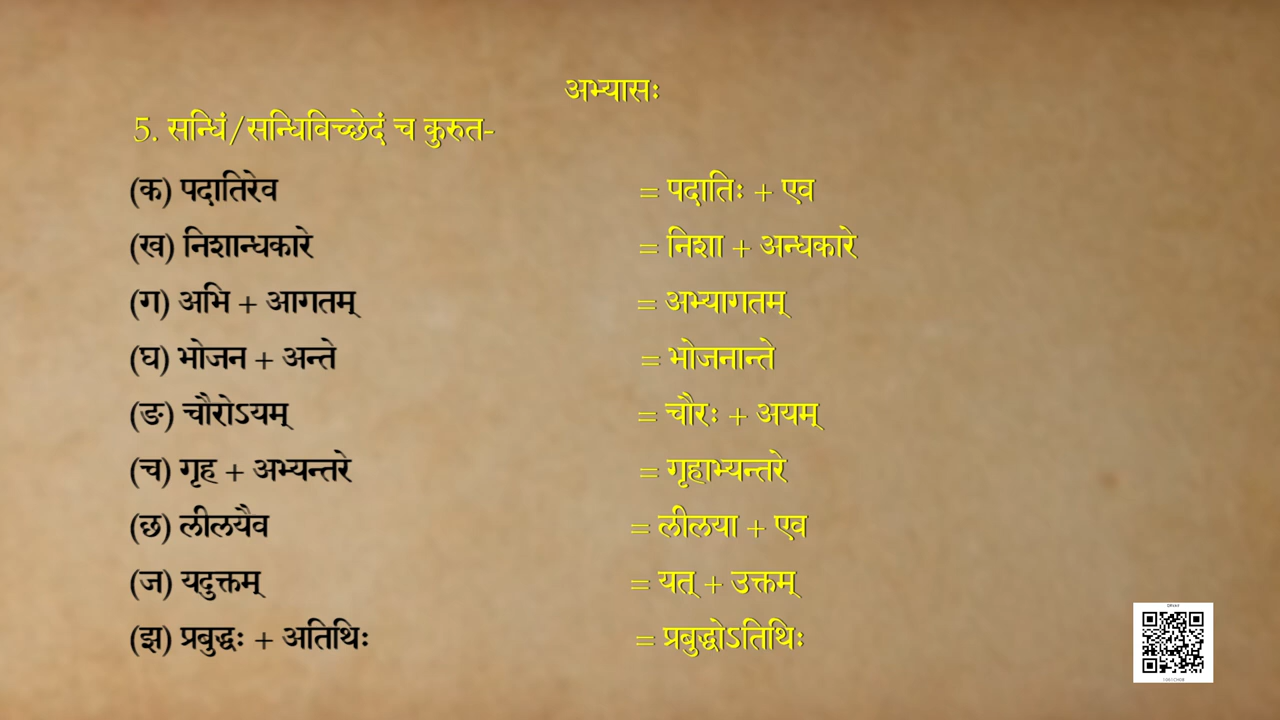 अभ्यासः
5. सन्धिं/सन्धिविच्छेदं च कुरुत-
(क) पदातिरेव = पदातिः + एव
(ख) निशान्धकारे = निशा + अन्धकारे
(ग) अभि + आगतम् = अभ्यागतम्
(घ) भोजन + अन्ते = भोजनान्ते
(ङ) चौरोऽयम् = चौरः + अयम्
(च) गृह + अभ्यन्तरे = गृहाभ्यन्तरे
(छ) लीलयैव = लीलया + एव
(ज) यदुक्तम् = यत् + उक्तम्
(झ) प्रबुद्धः + अतिथिः = प्रबुद्धोऽतिथिः